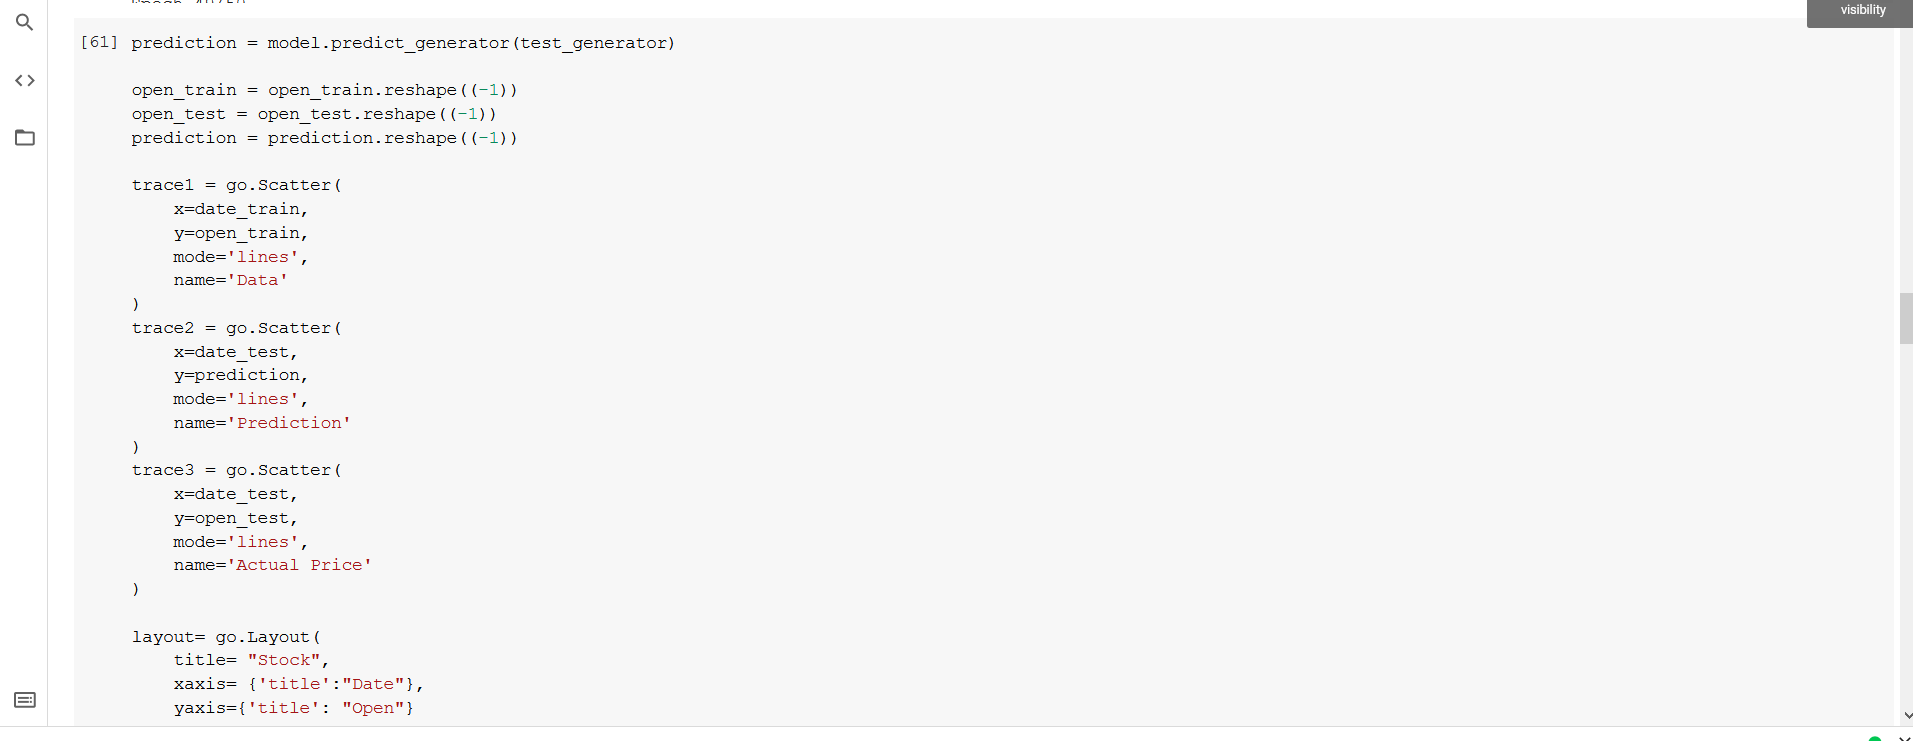 visibility
[61] prediction = model.predict_generator(test_generator)
open_train = open_train.reshape((-1))
open_test = open_test.reshape((-1))
prediction = prediction.reshape((-1))
trace1 = go.Scatter(
    x=date_train,
    y=open_train,
    mode='lines',
    name='Data'
)
trace2 = go.Scatter(
    x=date_test,
    y=prediction,
    mode='lines',
    name='Prediction'
)
trace3 = go.Scatter(
    x=date_test,
    y=open_test,
    mode='lines',
    name='Actual Price'
)
layout= go.Layout(
    title= "Stock",
    xaxis= {'title':"Date"},
    yaxis={'title': "Open"}